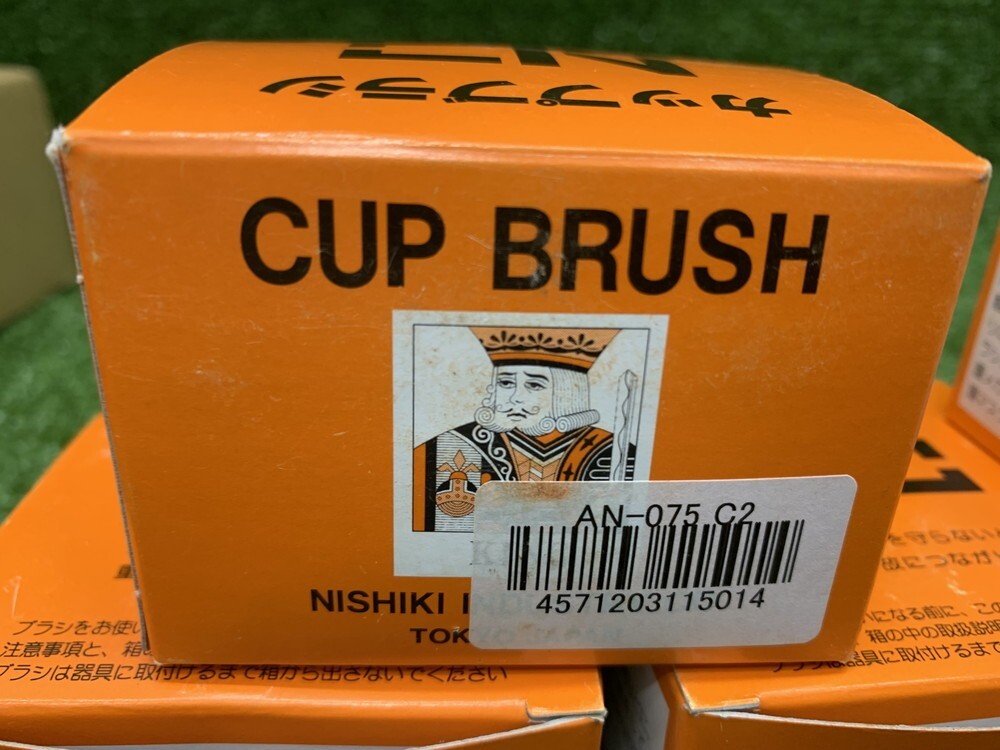 カップブラシ
CUP BRUSH
AN-075 C2
4571203115014
NISHIKI
ブラシをお使い
注意事項と、箱
ブラシは器具に取付けるまで箱から出さないでください
を守らない
故につなが
になる前に、こ
箱の中の取扱説明
ブラシは器具に取付けるまで